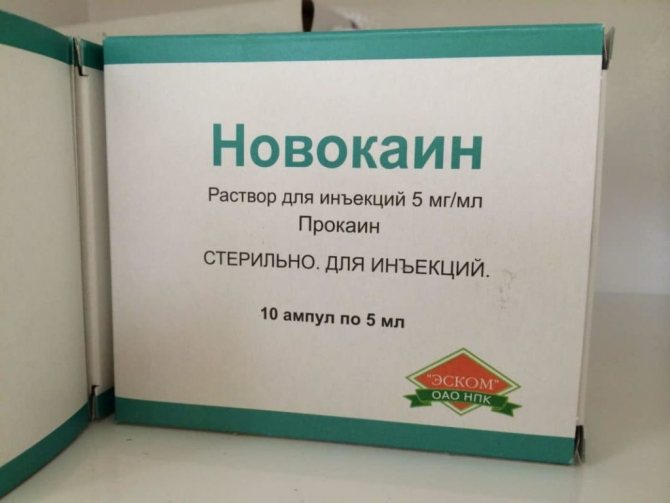 Новокаин
Раствор для инъекций 5 мг/мл
Прокаин
СТЕРИЛЬНО. ДЛЯ ИНЪЕКЦИЙ.
10 ампул по 5 мл
"ЭСКОМ"
ОАО НПК